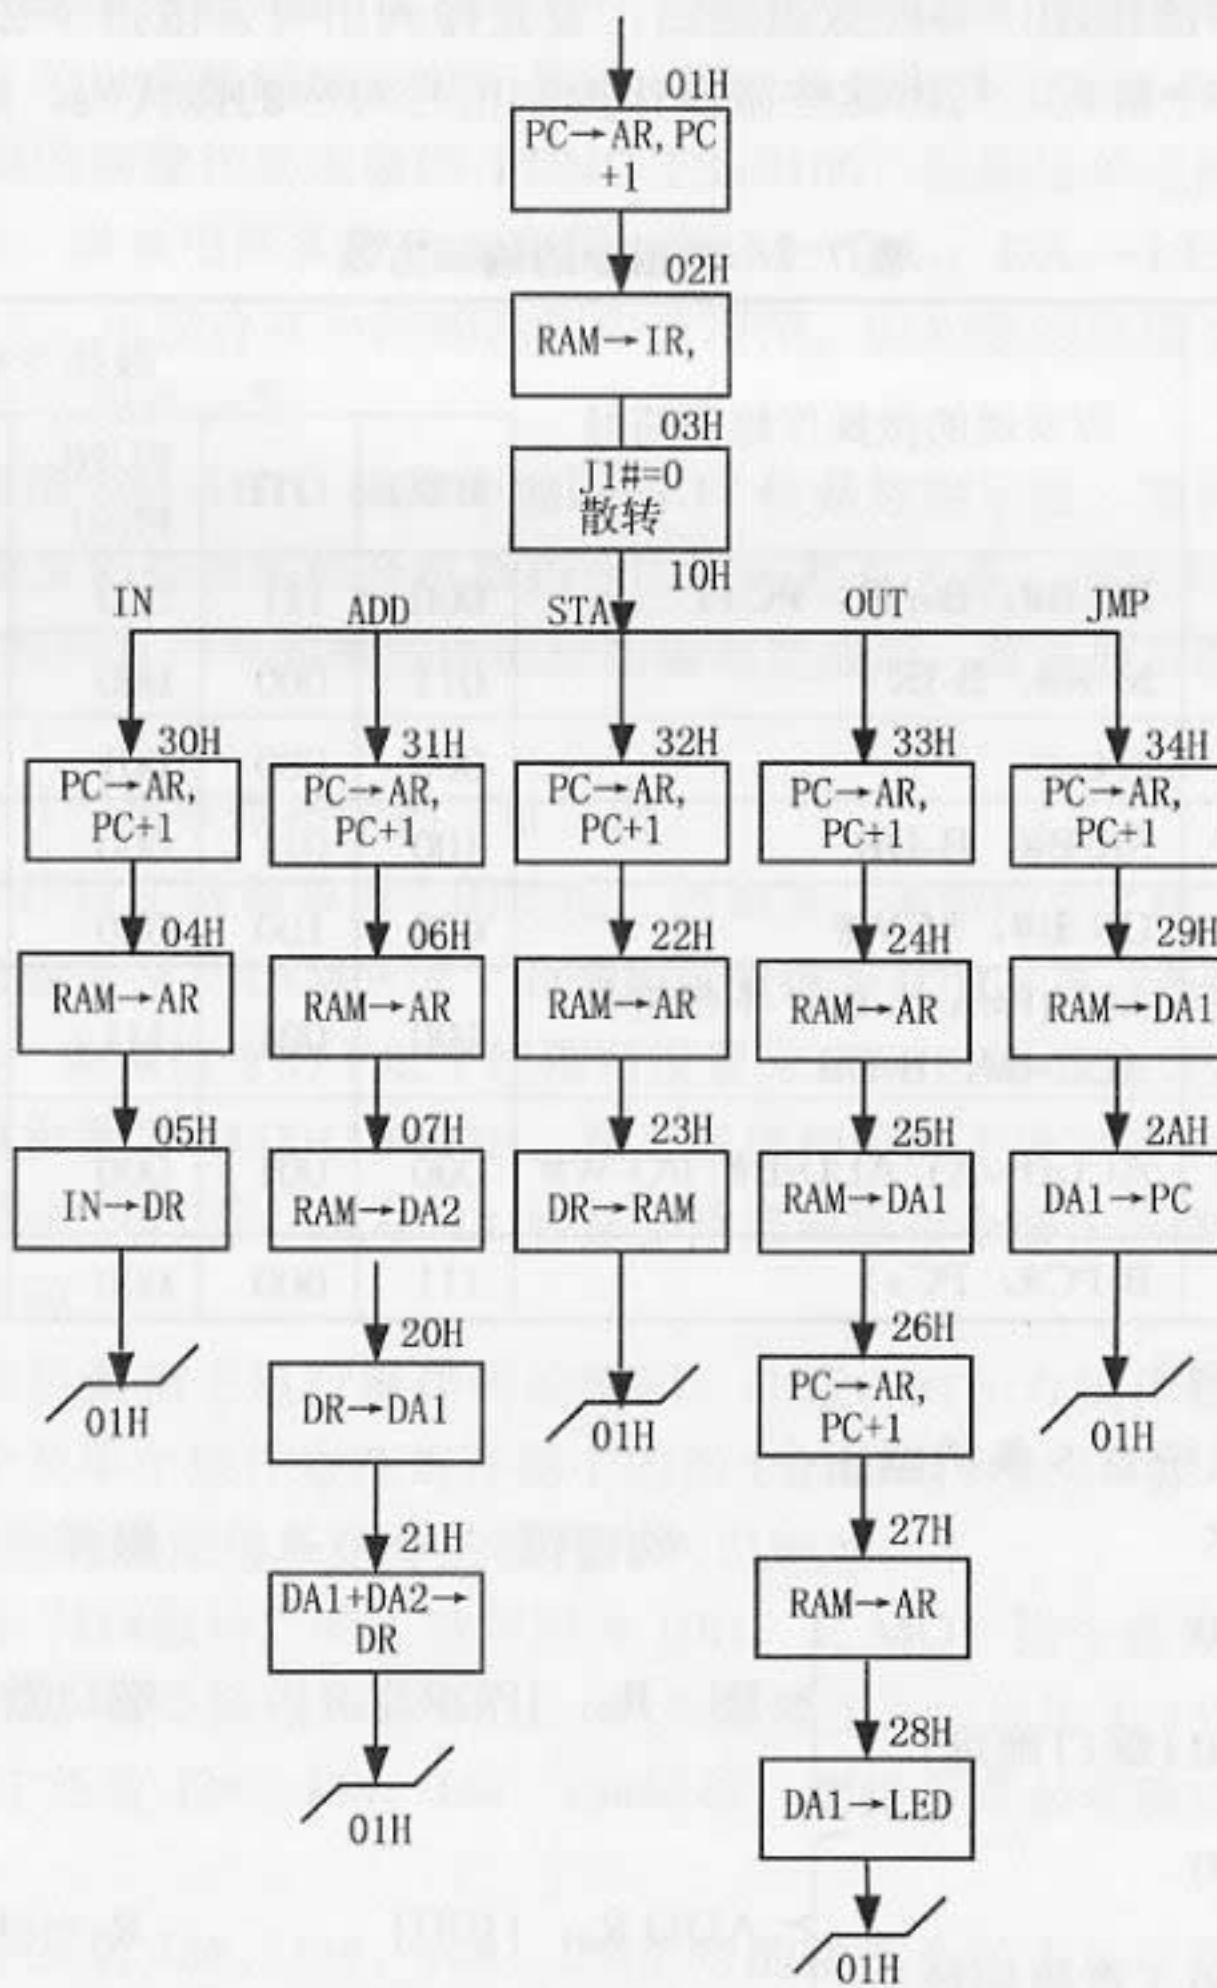 01H
PC→AR, PC
+1
02H
RAM→IR,
03H
J1#=0
散转
10H
IN
ADD
STA
OUT
JMP
30H
31H
32H
33H
34H
PC→AR,
PC+1
PC→AR,
PC+1
PC→AR,
PC+1
PC→AR,
PC+1
PC→AR,
PC+1
04H
06H
22H
24H
29H
RAM→AR
RAM→AR
RAM→AR
RAM→AR
RAM→DA1
05H
07H
23H
25H
2AH
IN→DR
RAM→DA2
DR→RAM
RAM→DA1
DA1→PC
20H
26H
DR→DA1
PC→AR,
PC+1
01H
01H
01H
21H
27H
DA1+DA2→
DR
RAM→AR
28H
DA1→LED
01H
01H